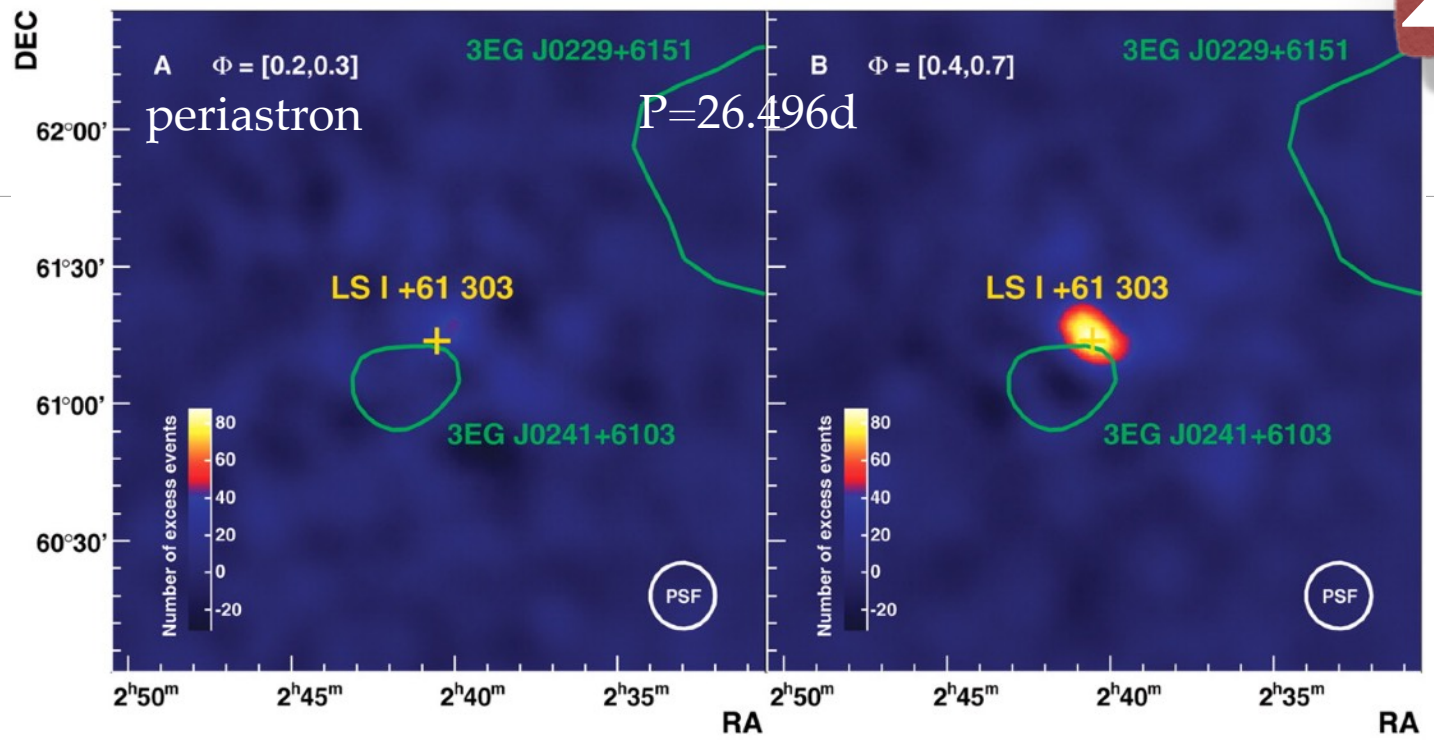 DEC
A Φ = [0.2,0.3]
3EG J0229+6151
periastron
P=26.496d
LS I +61 303
3EG J0241+6103
Number of excess events
80
60
40
20
0
-20
PSF
B Φ = [0.4,0.7]
3EG J0229+6151
LS I +61 303
3EG J0241+6103
Number of excess events
80
60
40
20
0
-20
PSF
62°00'
61°30'
61°00'
60°30'
2ʰ50ᵐ 2ʰ45ᵐ 2ʰ40ᵐ 2ʰ35ᵐ
RA
2ʰ50ᵐ 2ʰ45ᵐ 2ʰ40ᵐ 2ʰ35ᵐ
RA